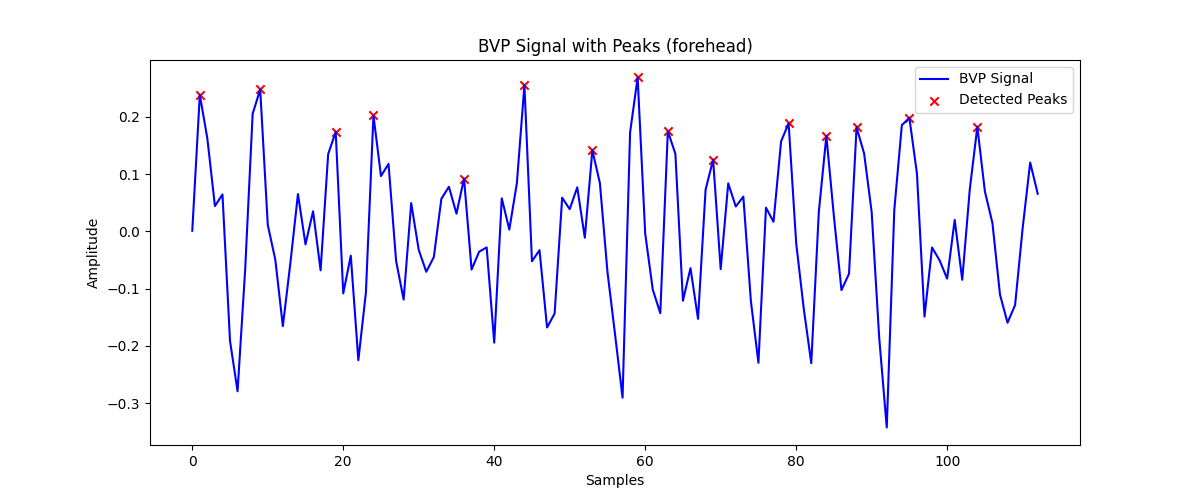 BVP Signal with Peaks (forehead)
BVP Signal
Detected Peaks
Amplitude
0.2
0.1
0.0
−0.1
−0.2
−0.3
0 20 40 60 80 100
Samples